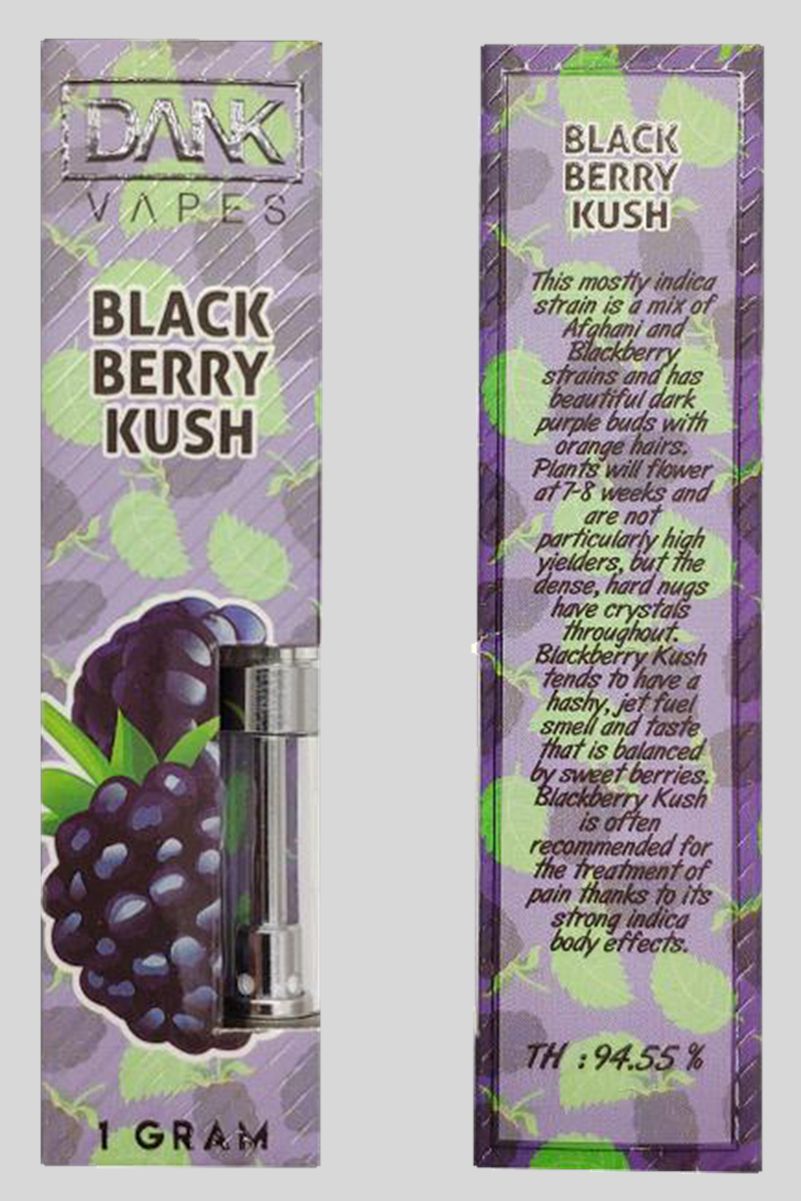 DANK
VAPES
BLACK
BERRY
KUSH
1 GRAM
BLACK
BERRY
KUSH
This mostly indica
strain is a mix of
Afghani and
Blackberry
strains and has
beautiful dark
purple buds with
orange hairs.
Plants will flower
at 7-8 weeks and
are not
particularly high
yielders, but the
dense, hard nugs
have crystals
throughout.
Blackberry Kush
tends to have a
hashy, jet fuel
smell and taste
that is balanced
by sweet berries.
Blackberry Kush
is often
recommended for
the treatment of
pain thanks to its
strong indica
body effects.
TH : 94.55 %